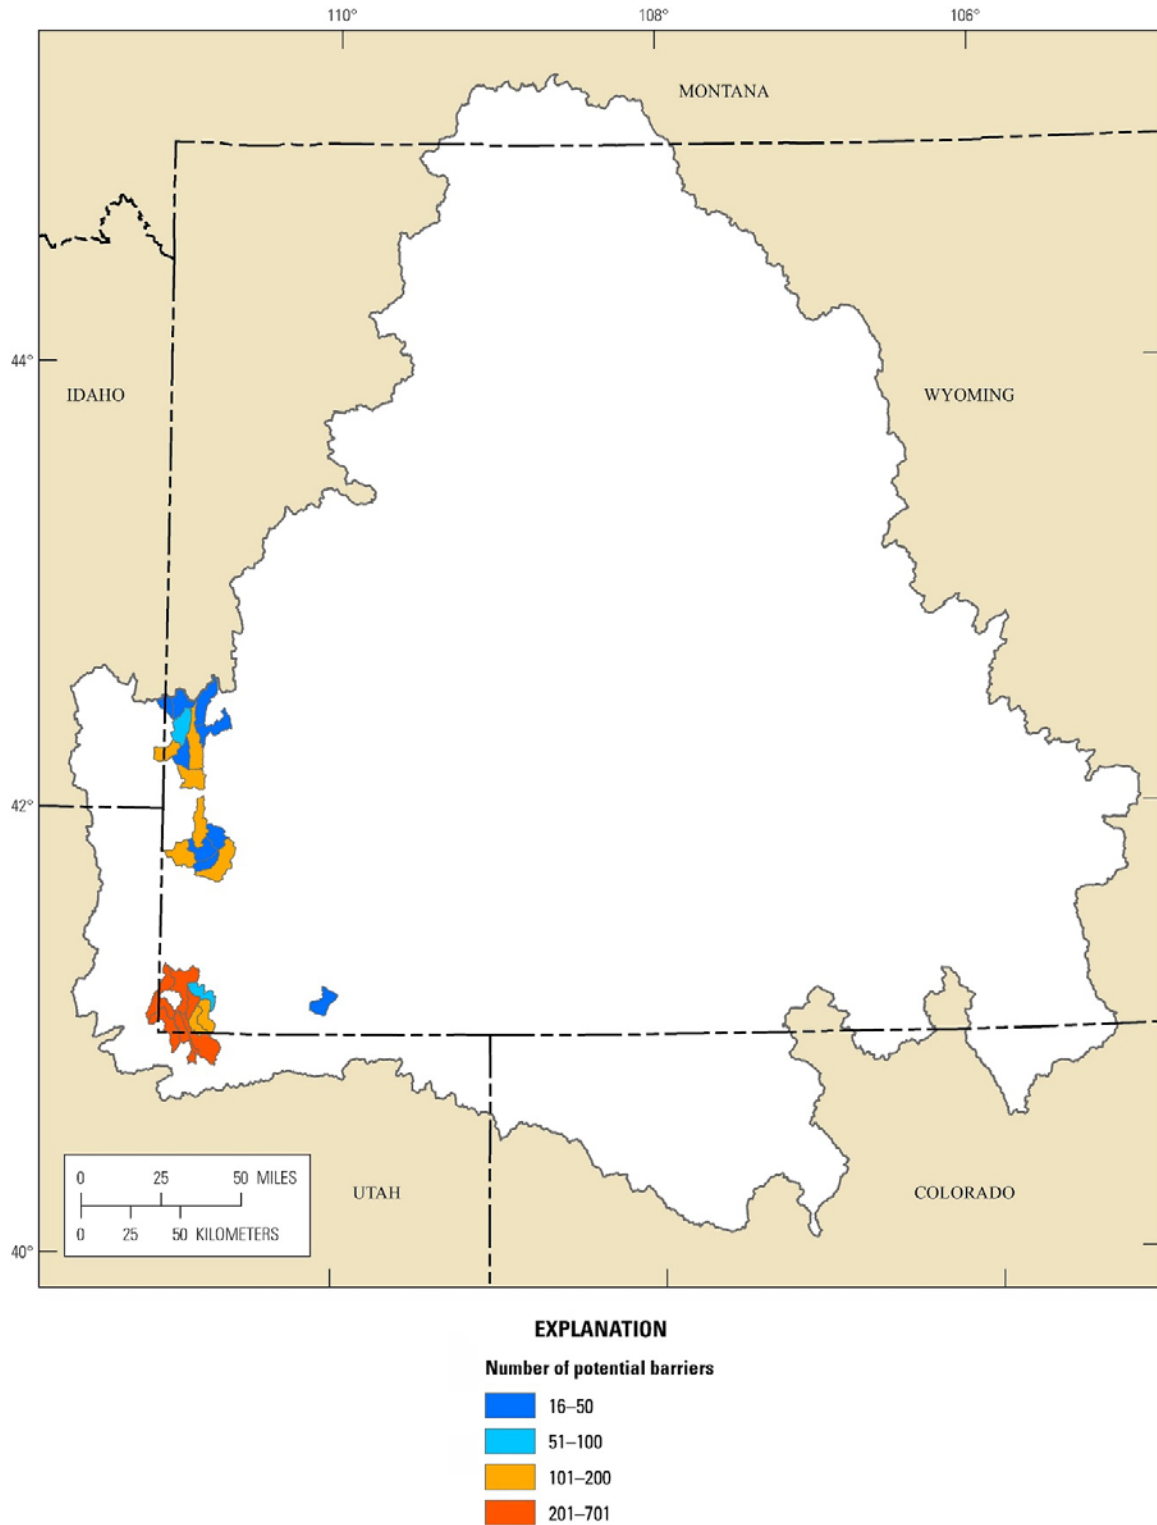 110° 108° 106°
MONTANA
44°
IDAHO WYOMING
42°
0 25 50 MILES
0 25 50 KILOMETERS
UTAH COLORADO
40°
EXPLANATION
Number of potential barriers
16–50
51–100
101–200
201–701